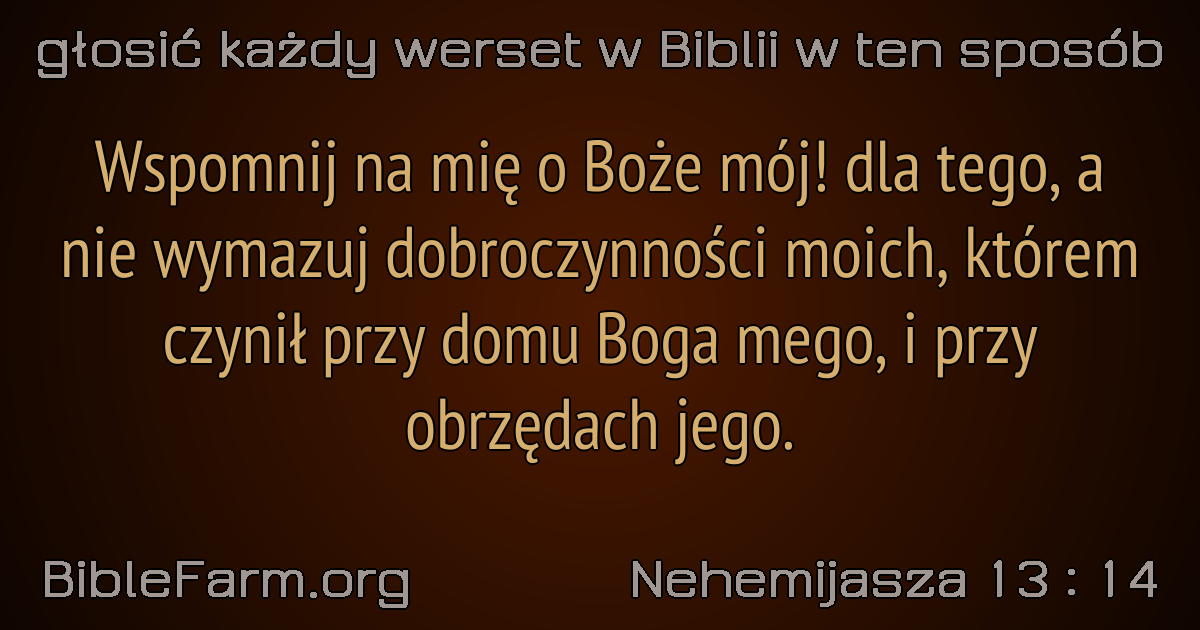 głosić każdy werset w Biblii w ten sposób
Wspomnij na mię o Boże mój! dla tego, a
nie wymazuj dobroczynności moich, którem
czynił przy domu Boga mego, i przy
obrzędach jego.
BibleFarm.org
Nehemijasza 13 : 14